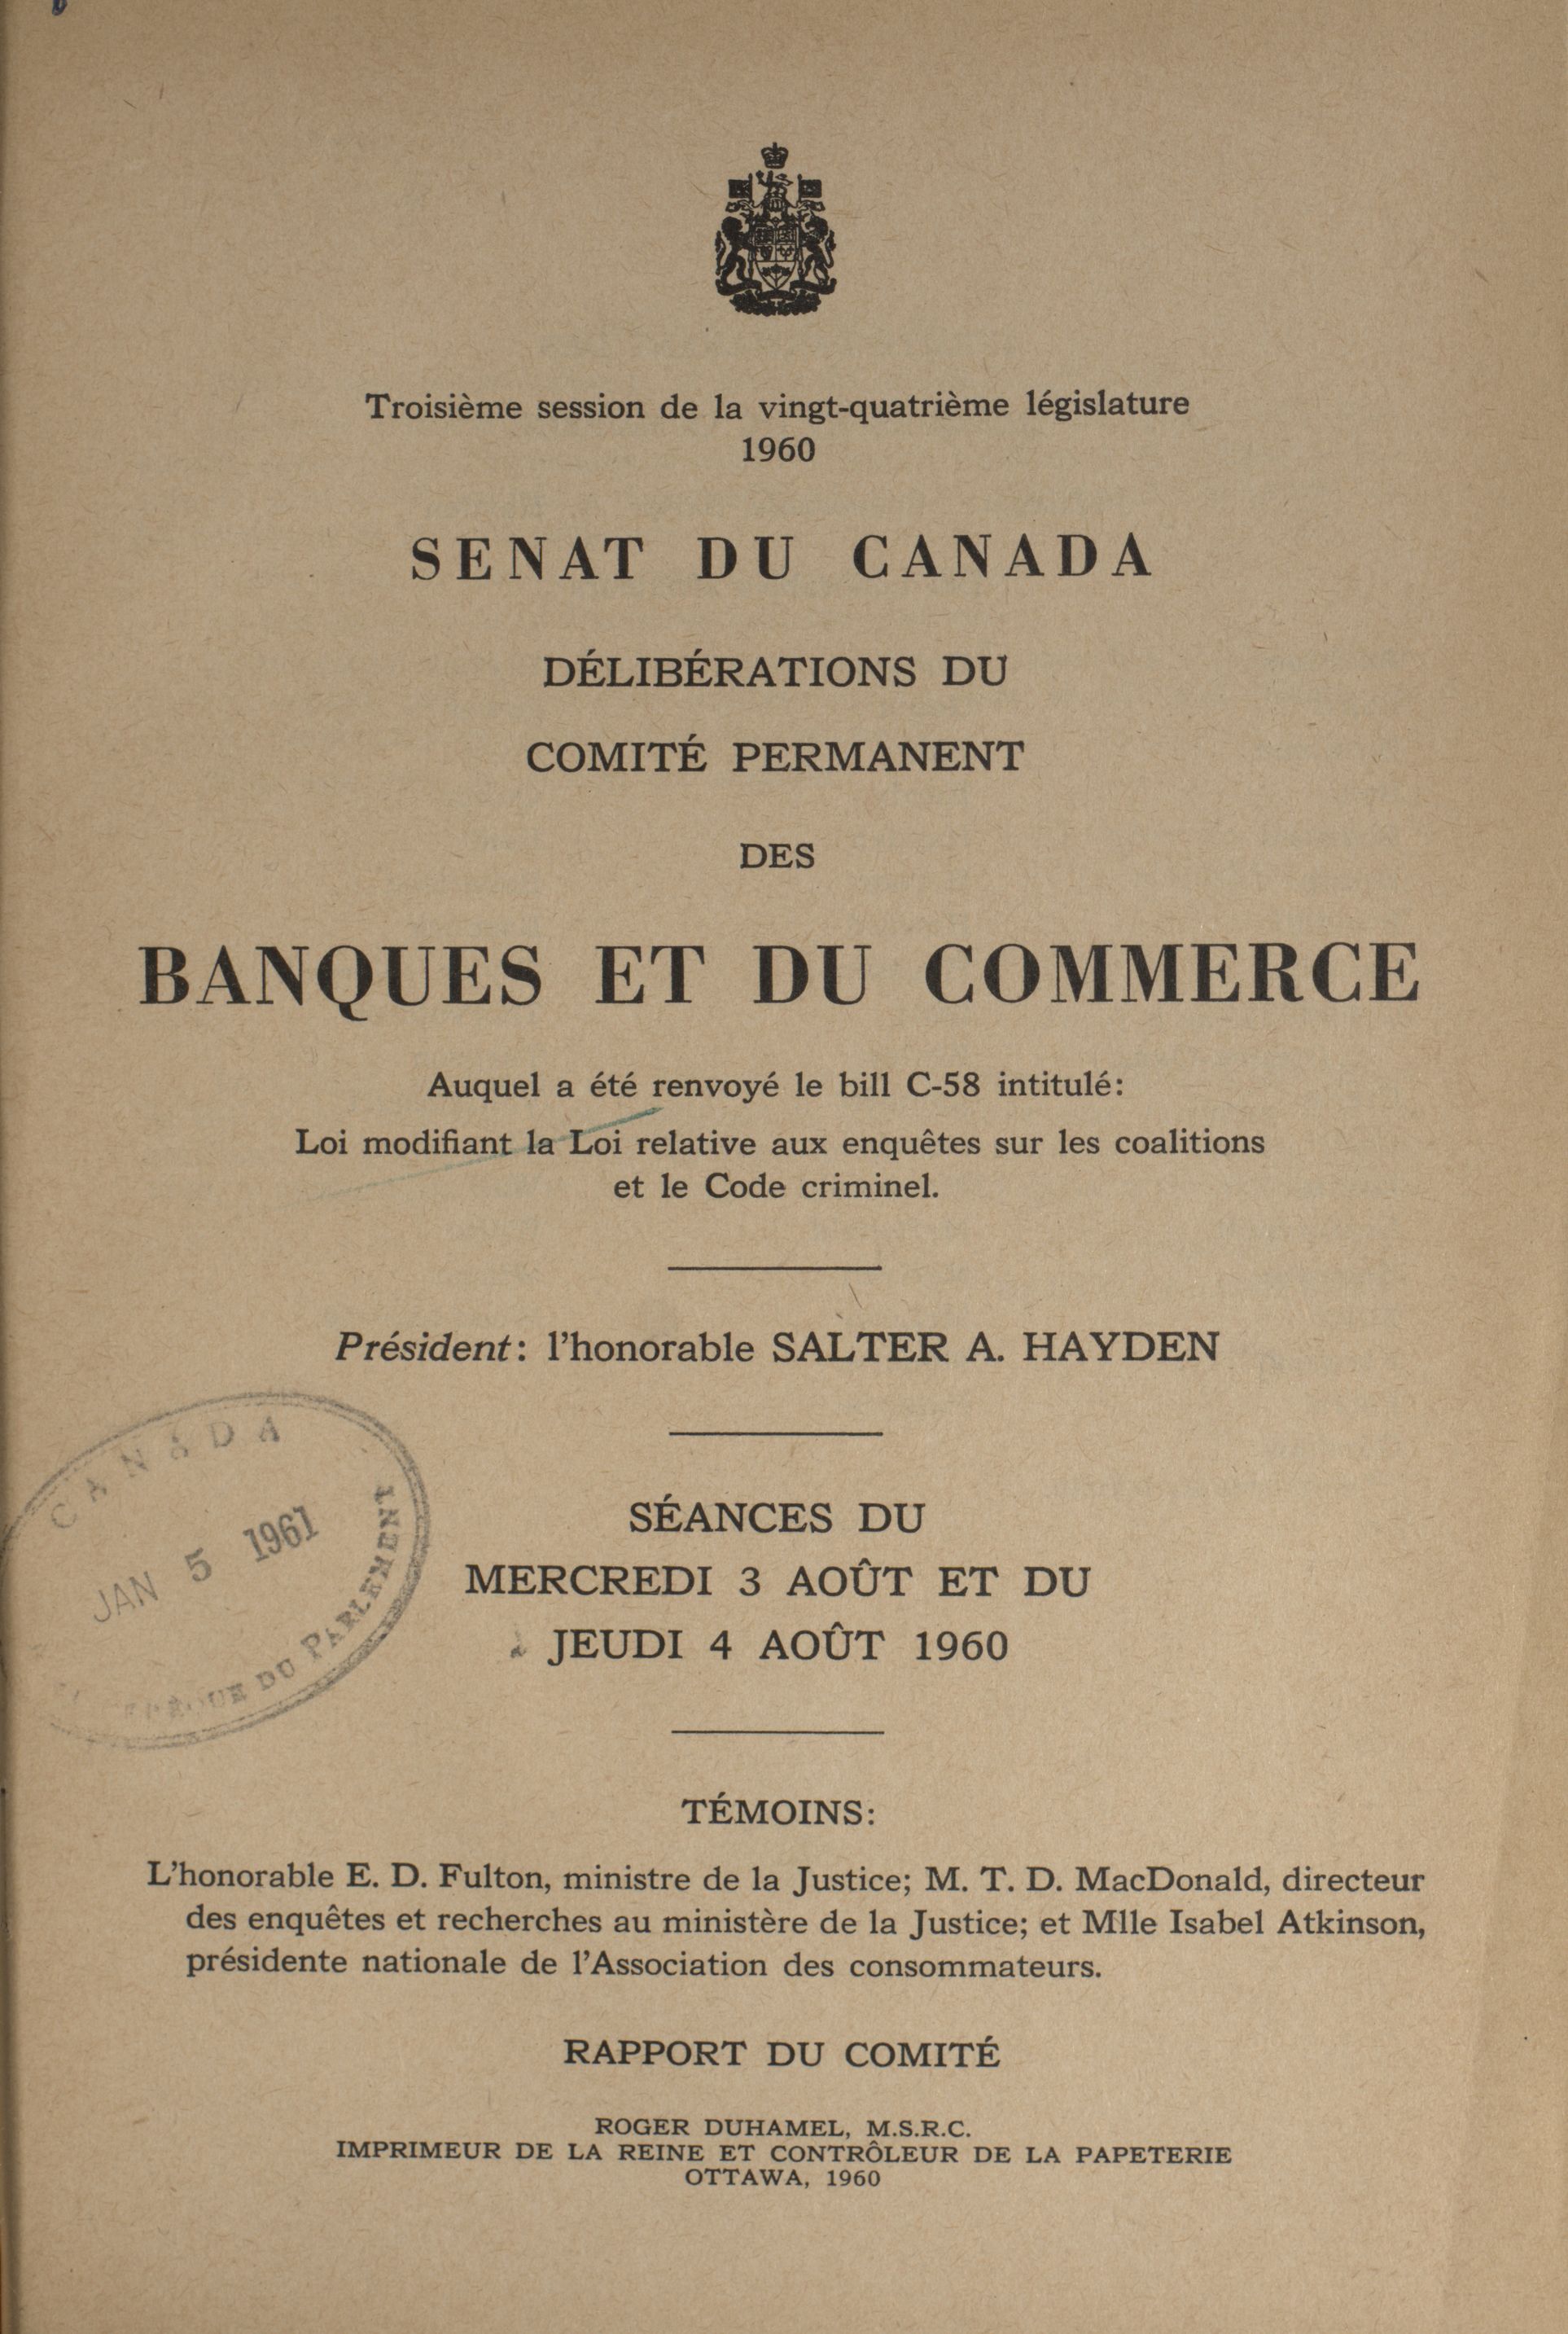 Troisième session de la vingt-quatrième législature
1960
SENAT DU CANADA
DÉLIBÉRATIONS DU
COMITÉ PERMANENT
DES
BANQUES ET DU COMMERCE
Auquel a été renvoyé le bill C-58 intitulé:
Loi modifiant la Loi relative aux enquêtes sur les coalitions
et le Code criminel.
Président: l'honorable SALTER A. HAYDEN
CANADA
JAN 5 1961
DU PARLEMENT
SÉANCES DU
MERCREDI 3 AOÛT ET DU
JEUDI 4 AOÛT 1960
TÉMOINS:
L'honorable E. D. Fulton, ministre de la Justice; M. T. D. MacDonald, directeur
des enquêtes et recherches au ministère de la Justice; et Mlle Isabel Atkinson,
présidente nationale de l'Association des consommateurs.
RAPPORT DU COMITÉ
ROGER DUHAMEL, M.S.R.C.
IMPRIMEUR DE LA REINE ET CONTRÔLEUR DE LA PAPETERIE
OTTAWA, 1960